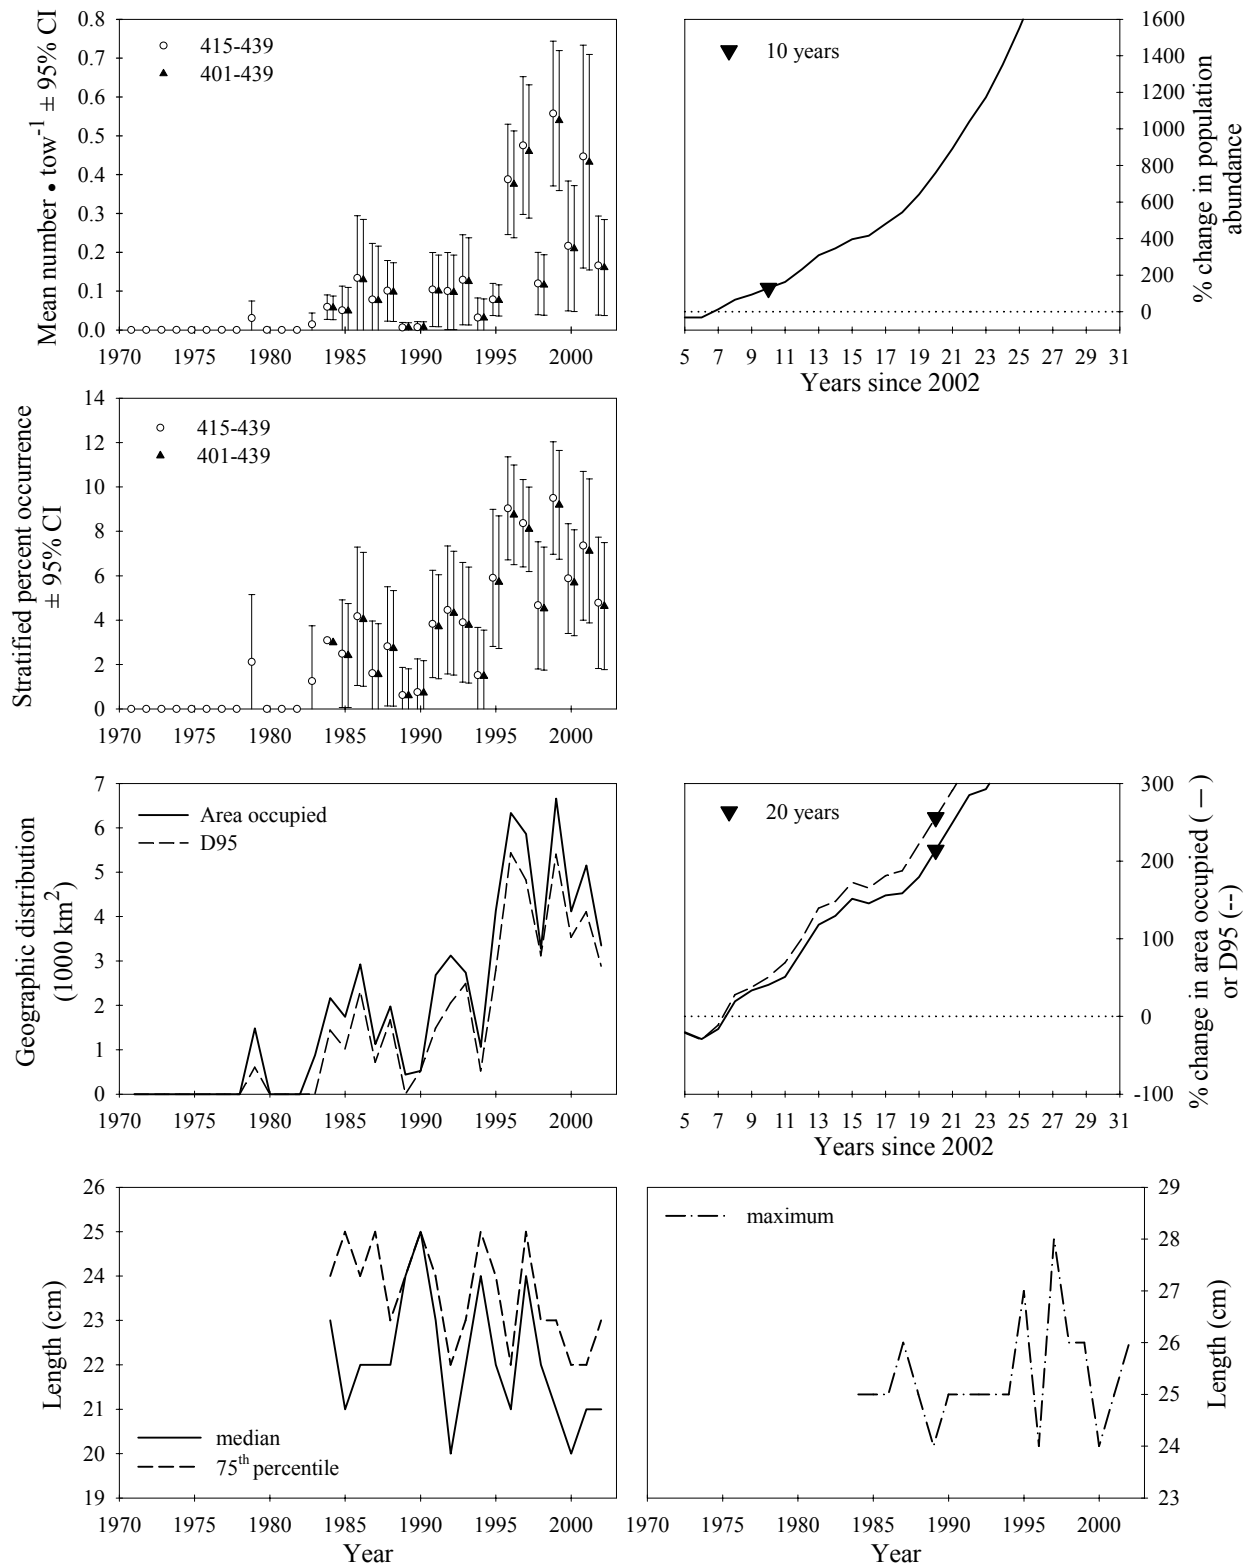 Mean number • tow-1 ± 95% CI
0.8
0.7
0.6
0.5
0.4
0.3
0.2
0.1
0.0
415-439
401-439
1970 1975 1980 1985 1990 1995 2000
10 years
1600
1400
1200
1000
800
600
400
200
0
% change in population
abundance
5 7 9 11 13 15 17 19 21 23 25 27 29 31
Years since 2002
Stratified percent occurrence
± 95% CI
14
12
10
8
6
4
2
0
415-439
401-439
1970 1975 1980 1985 1990 1995 2000
Geographic distribution
(1000 km2)
7
6
5
4
3
2
1
0
Area occupied
D95
1970 1975 1980 1985 1990 1995 2000
20 years
300
200
100
0
-100
% change in area occupied ( — )
or D95 (--)
5 7 9 11 13 15 17 19 21 23 25 27 29 31
Years since 2002
Length (cm)
26
25
24
23
22
21
20
19
median
75th percentile
1970 1975 1980 1985 1990 1995 2000
Year
maximum
29
28
27
26
25
24
23
Length (cm)
1970 1975 1980 1985 1990 1995 2000
Year